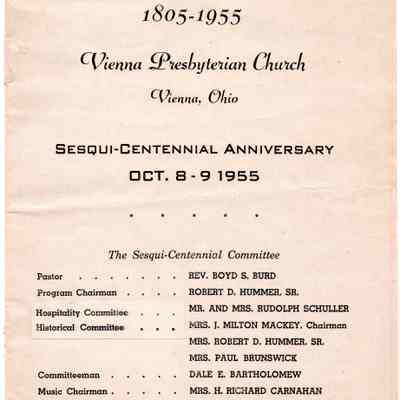 1805-1955
Vienna Presbyterian Church
Vienna, Ohio
SESQUI-CENTENNIAL ANNIVERSARY
OCT. 8-9 1955
. . . . .
The Sesqui-Centennial Committee
Pastor . . . . . . . REV. BOYD S. BURD
Program Chairman . . . . ROBERT D. HUMMER, SR.
Hospitality Committee . . . MR. AND MRS. RUDOLPH SCHULLER
Historical Committee . . . MRS. J. MILTON MACKEY, Chairman
MRS. ROBERT D. HUMMER, SR.
MRS. PAUL BRUNSWICK
Committeeman . . . . . DALE E. BARTHOLOMEW
Music Chairman . . . . . MRS. H. RICHARD CARNAHAN